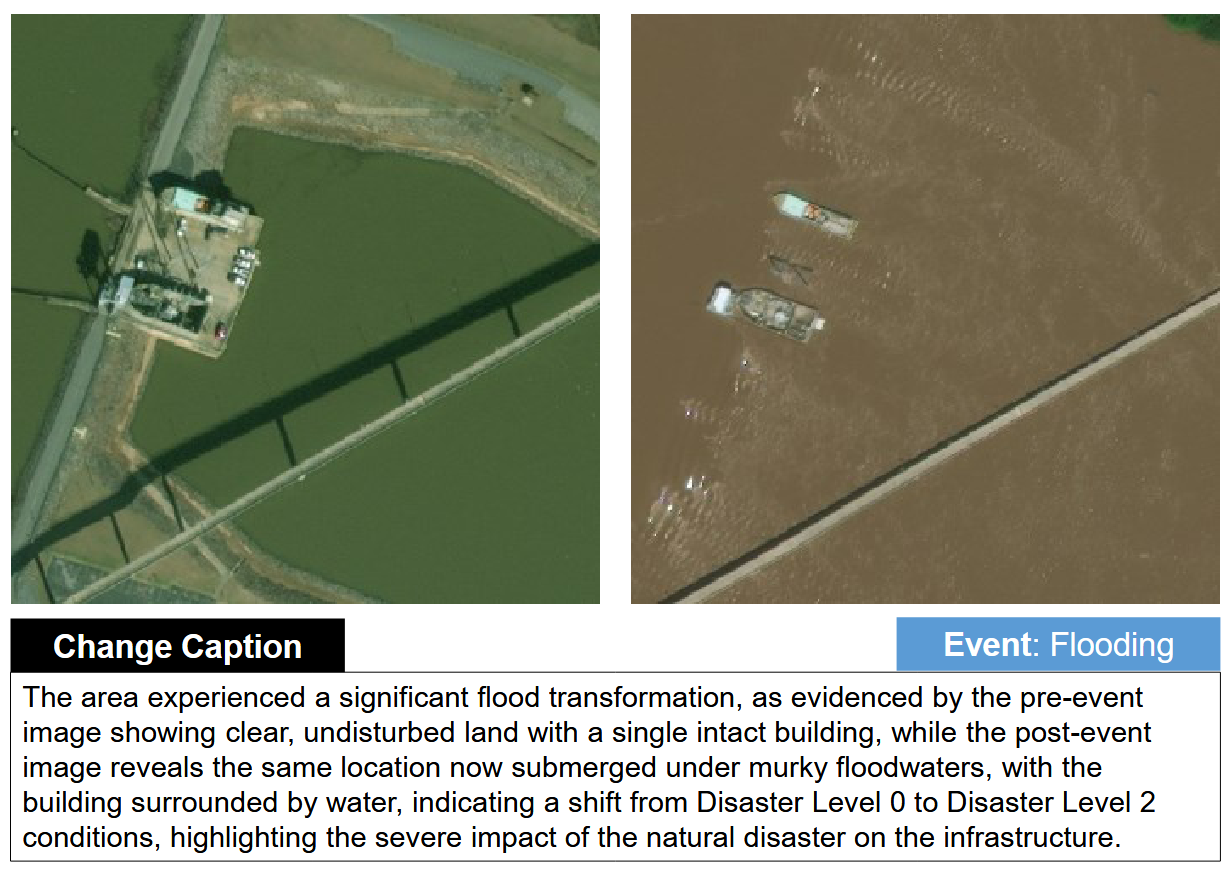 Change Caption
Event: Flooding
The area experienced a significant flood transformation, as evidenced by the pre-event
image showing clear, undisturbed land with a single intact building, while the post-event
image reveals the same location now submerged under murky floodwaters, with the
building surrounded by water, indicating a shift from Disaster Level 0 to Disaster Level 2
conditions, highlighting the severe impact of the natural disaster on the infrastructure.